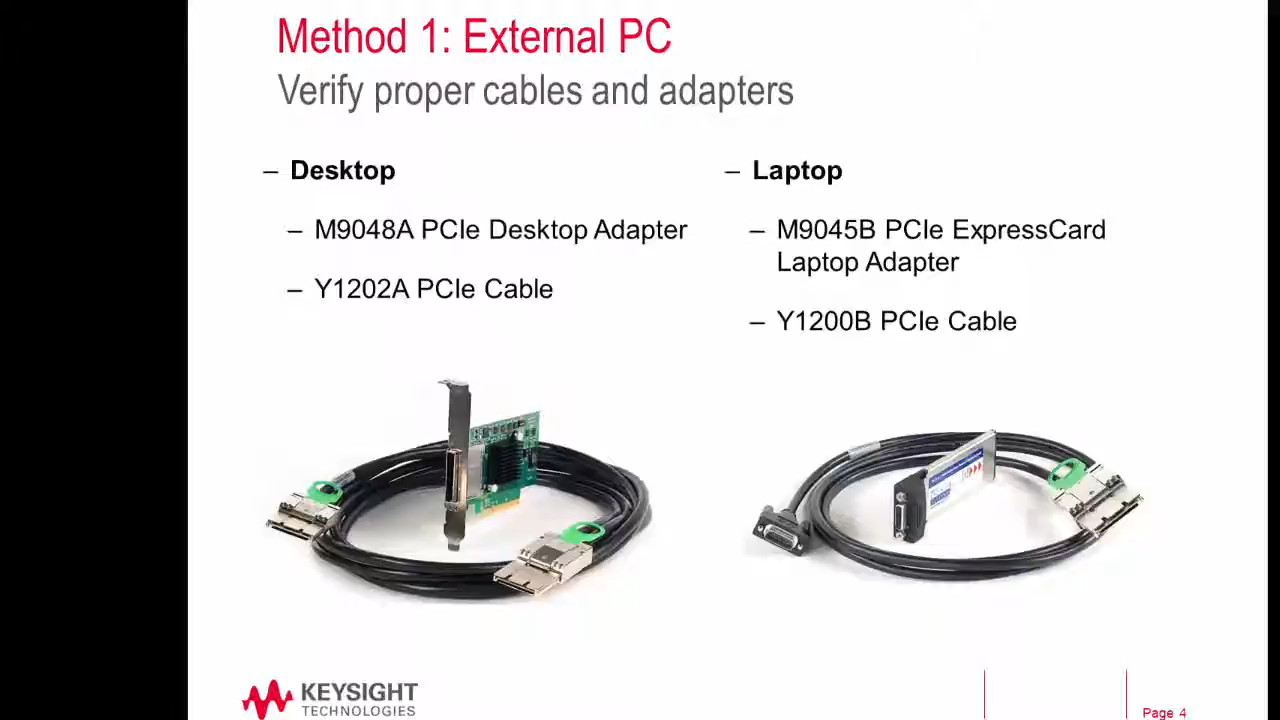 Method 1: External PC
Verify proper cables and adapters
– Desktop
– M9048A PCIe Desktop Adapter
– Y1202A PCIe Cable
– Laptop
– M9045B PCIe ExpressCard
Laptop Adapter
– Y1200B PCIe Cable
KEYSIGHT
TECHNOLOGIES
Page 4